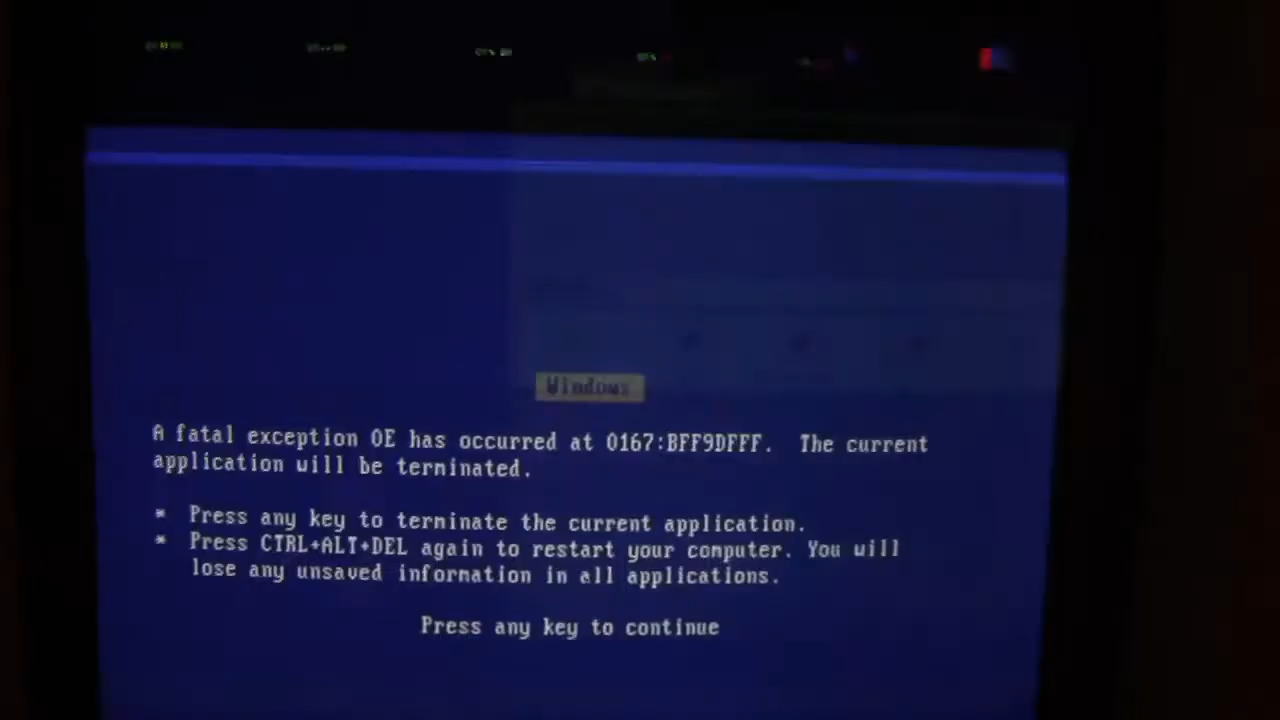 Windows
A fatal exception 0E has occurred at 0167:BFF9DFFF. The current
application will be terminated.
* Press any key to terminate the current application.
* Press CTRL+ALT+DEL again to restart your computer. You will
lose any unsaved information in all applications.
Press any key to continue